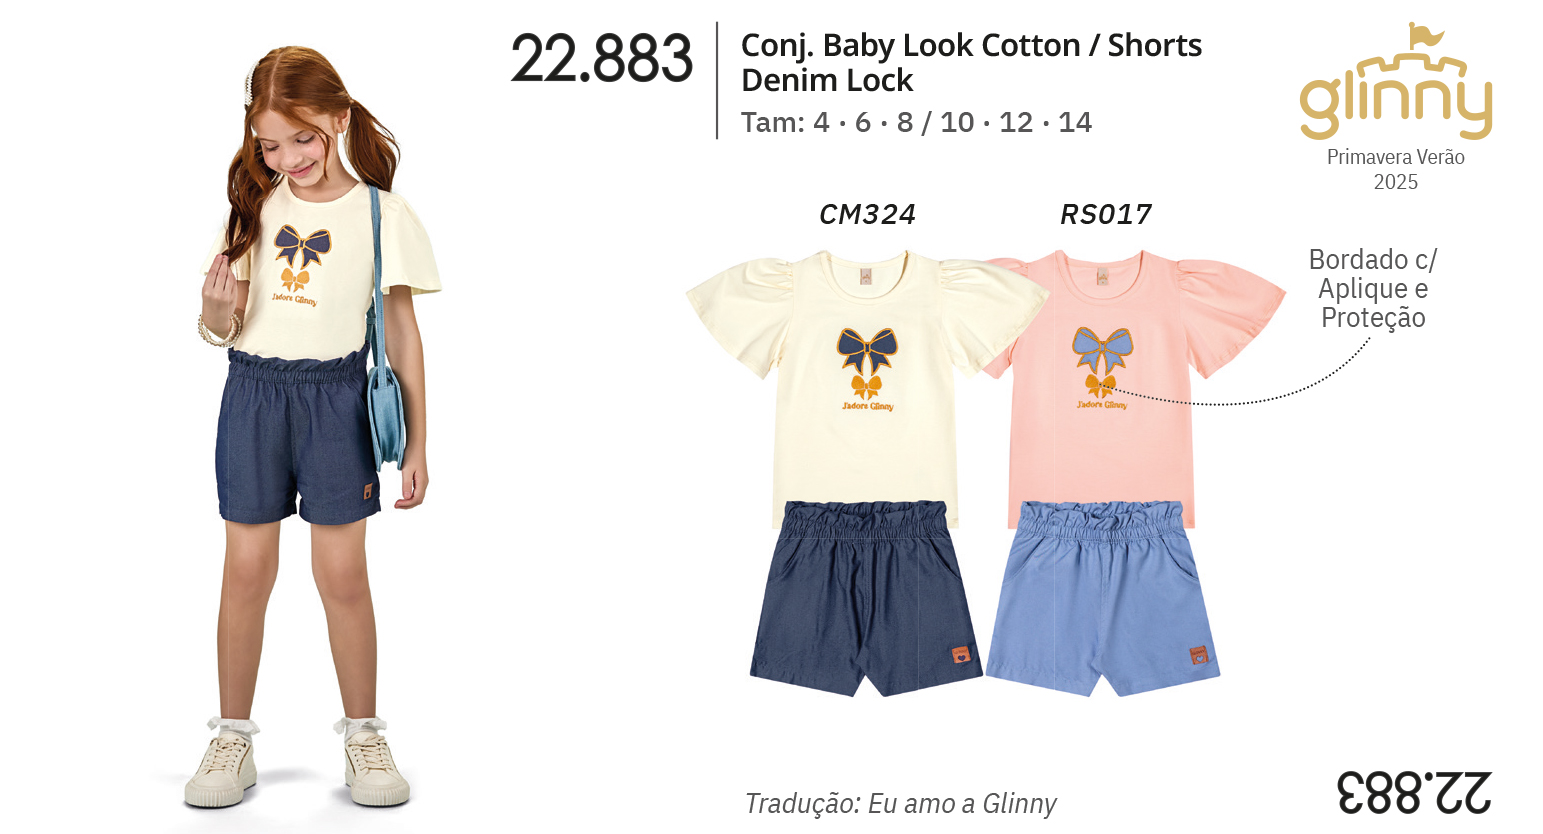 22.883
Conj. Baby Look Cotton / Shorts
Denim Lock
Tam: 4 · 6 · 8 / 10 · 12 · 14
glinny
Primavera Verão
2025
CM324
RS017
Bordado c/
Aplique e
Proteção
J'adore Glinny
J'adore Glinny
J'adore Glinny
Tradução: Eu amo a Glinny
22.883